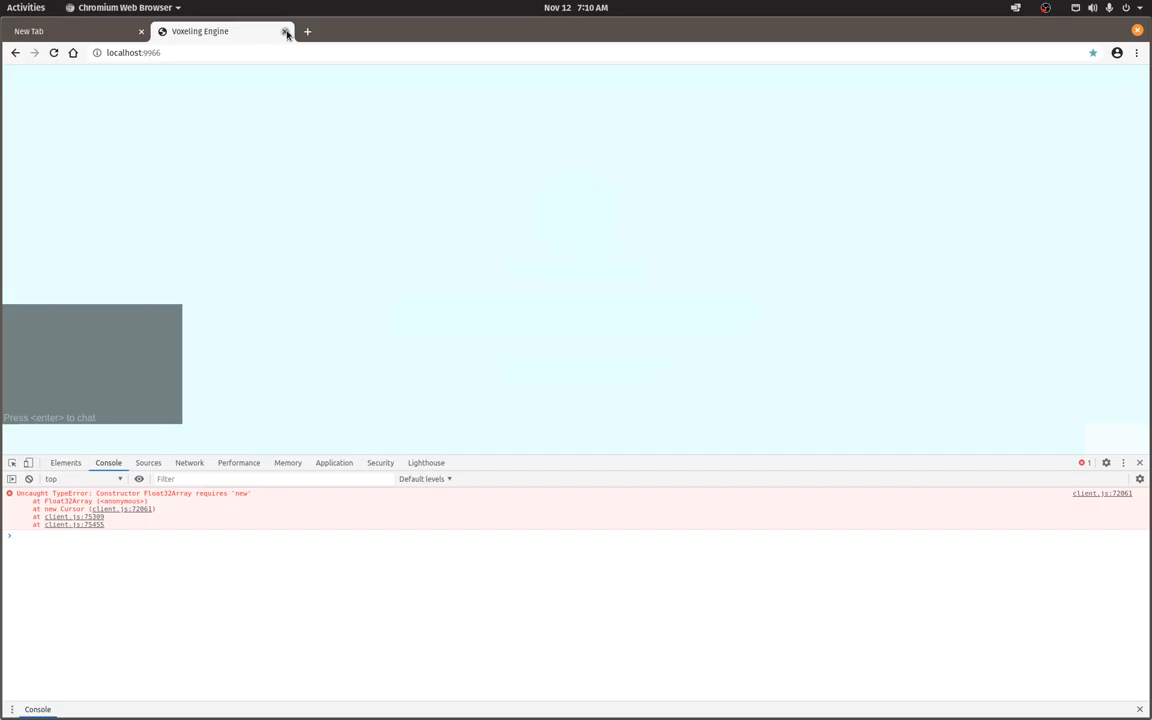 Activities Chromium Web Browser Nov 12 7:10 AM
New Tab Voxeling Engine
localhost:9966
Press <enter> to chat
Elements Console Sources Network Performance Memory Application Security Lighthouse 1
top Filter Default levels
Uncaught TypeError: Constructor Float32Array requires 'new' client.js:72061
at Float32Array (<anonymous>)
at new Cursor (client.js:72061)
at client.js:75309
at client.js:75455
Console